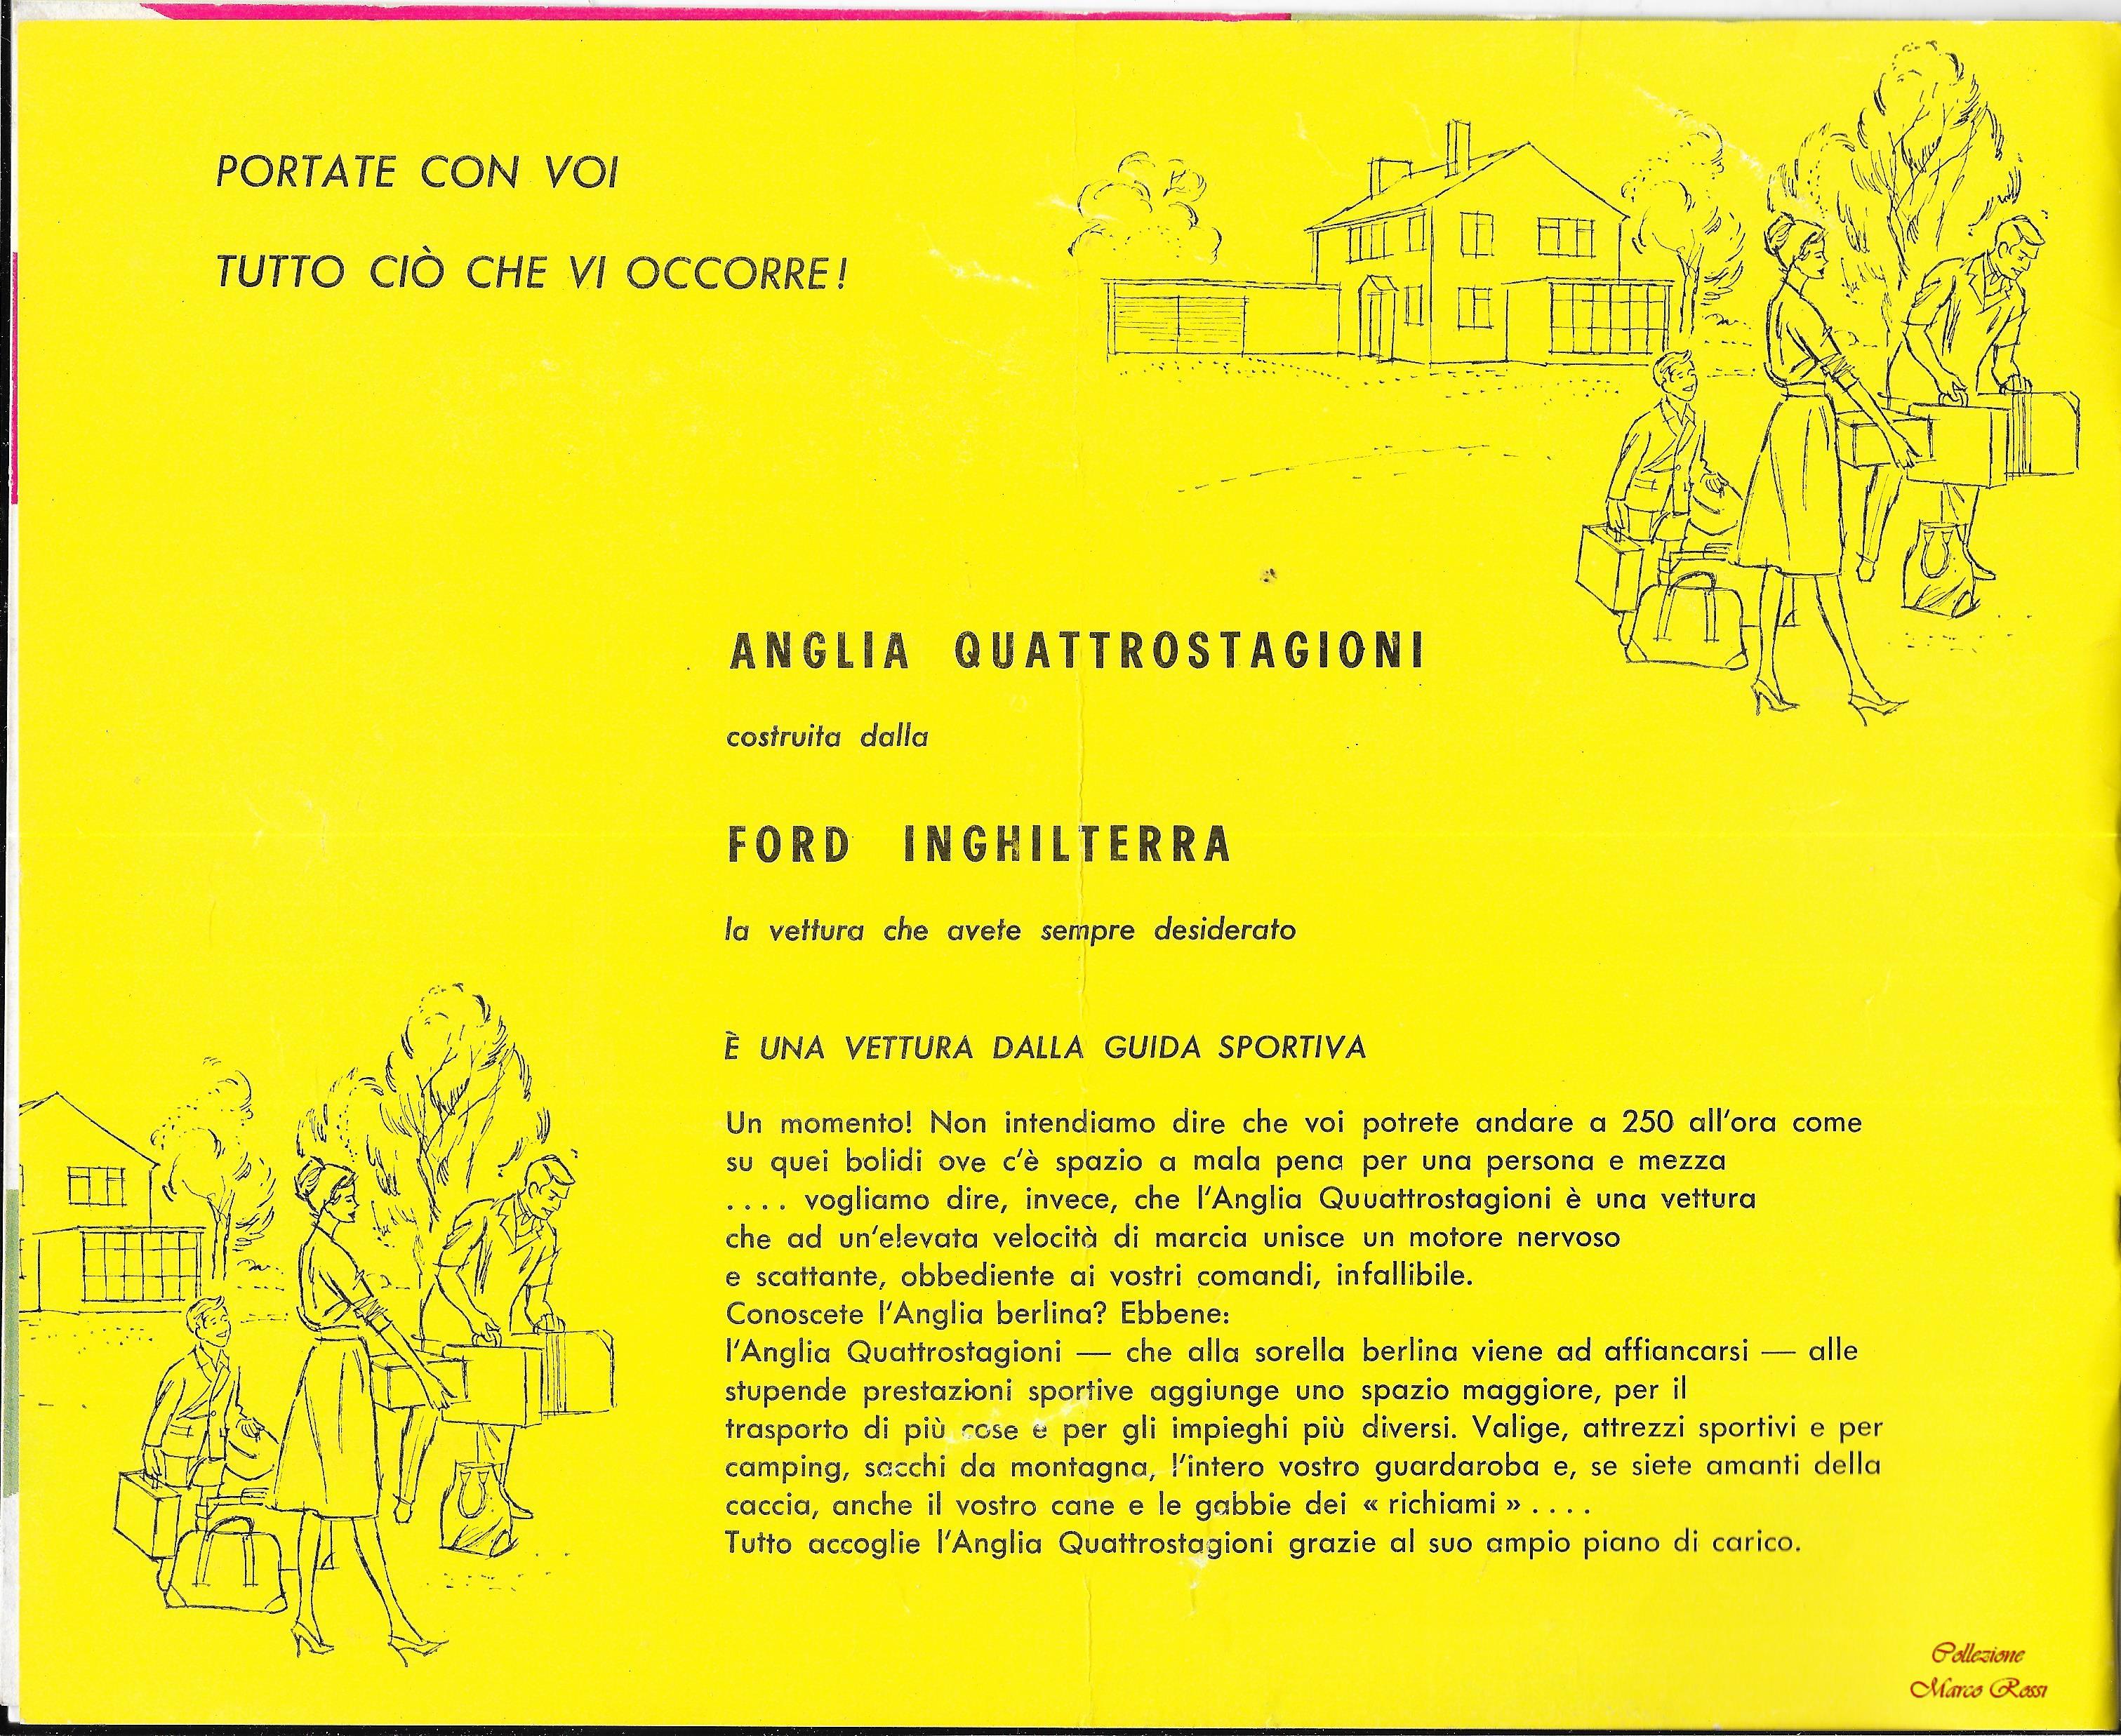 PORTATE CON VOI
TUTTO CIÒ CHE VI OCCORRE!
ANGLIA QUATTROSTAGIONI
costruita dalla
FORD INGHILTERRA
la vettura che avete sempre desiderato
È UNA VETTURA DALLA GUIDA SPORTIVA
Un momento! Non intendiamo dire che voi potrete andare a 250 all'ora come
su quei bolidi ove c'è spazio a mala pena per una persona e mezza
.... vogliamo dire, invece, che l'Anglia Quuattrostagioni è una vettura
che ad un'elevata velocità di marcia unisce un motore nervoso
e scattante, obbediente ai vostri comandi, infallibile.
Conoscete l'Anglia berlina? Ebbene:
l'Anglia Quattrostagioni — che alla sorella berlina viene ad affiancarsi — alle
stupende prestazioni sportive aggiunge uno spazio maggiore, per il
trasporto di più cose e per gli impieghi più diversi. Valige, attrezzi sportivi e per
camping, sacchi da montagna, l'intero vostro guardaroba e, se siete amanti della
caccia, anche il vostro cane e le gabbie dei « richiami » ....
Tutto accoglie l'Anglia Quattrostagioni grazie al suo ampio piano di carico.
Collezione
Marco Rossi